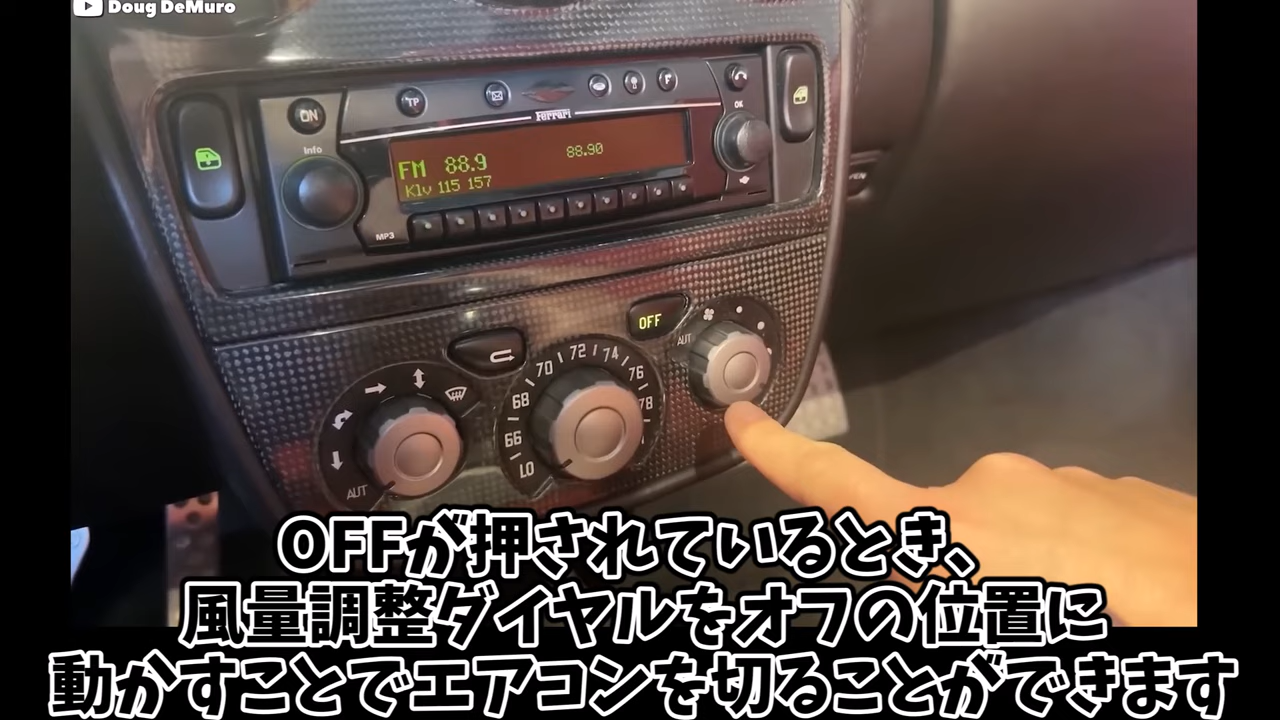 Doug DeMuro
ON
TP
F
OK
Info
Ferrari
FM 88.9
88.90
Klv 115 157
MP3
OFF
AUT
72 74
70 76
68 78
66
LO
AUT
OFFが押されているとき、
風量調整ダイヤルをオフの位置に
動かすことでエアコンを切ることができます